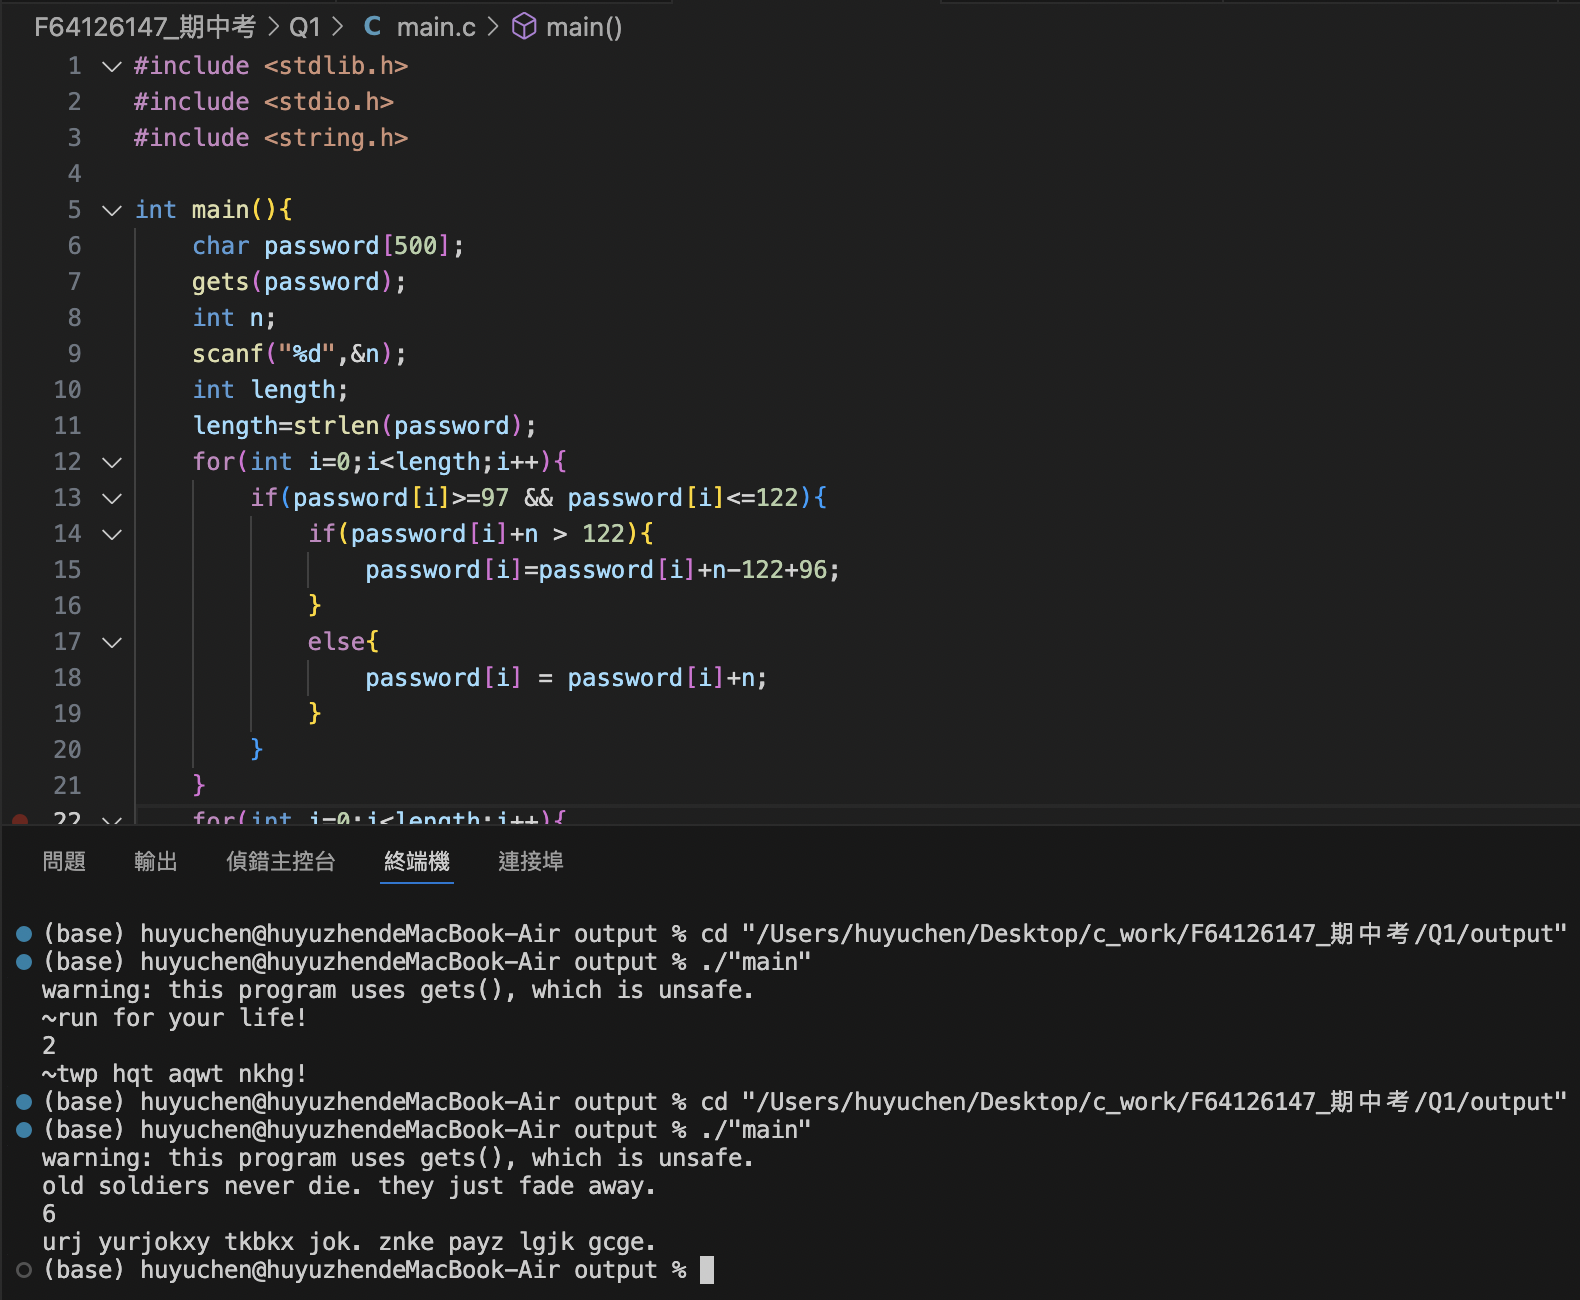 F64126147_期中考 > Q1 > C main.c > main()
1 #include <stdlib.h>
2 #include <stdio.h>
3 #include <string.h>
4
5 int main(){
6     char password[500];
7     gets(password);
8     int n;
9     scanf("%d",&n);
10     int length;
11     length=strlen(password);
12     for(int i=0;i<length;i++){
13         if(password[i]>=97 && password[i]<=122){
14             if(password[i]+n > 122){
15                 password[i]=password[i]+n-122+96;
16             }
17             else{
18                 password[i] = password[i]+n;
19             }
20         }
21     }
22     for(int i=0;i<length;i++){
問題 輸出 偵錯主控台 終端機 連接埠
(base) huyuchen@huyuzhendeMacBook-Air output % cd "/Users/huyuchen/Desktop/c_work/F64126147_期中考/Q1/output"
(base) huyuchen@huyuzhendeMacBook-Air output % ./"main"
warning: this program uses gets(), which is unsafe.
~run for your life!
2
~twp hqt aqwt nkhg!
(base) huyuchen@huyuzhendeMacBook-Air output % cd "/Users/huyuchen/Desktop/c_work/F64126147_期中考/Q1/output"
(base) huyuchen@huyuzhendeMacBook-Air output % ./"main"
warning: this program uses gets(), which is unsafe.
old soldiers never die. they just fade away.
6
urj yurjokxy tkbkx jok. znke payz lgjk gcge.
(base) huyuchen@huyuzhendeMacBook-Air output %